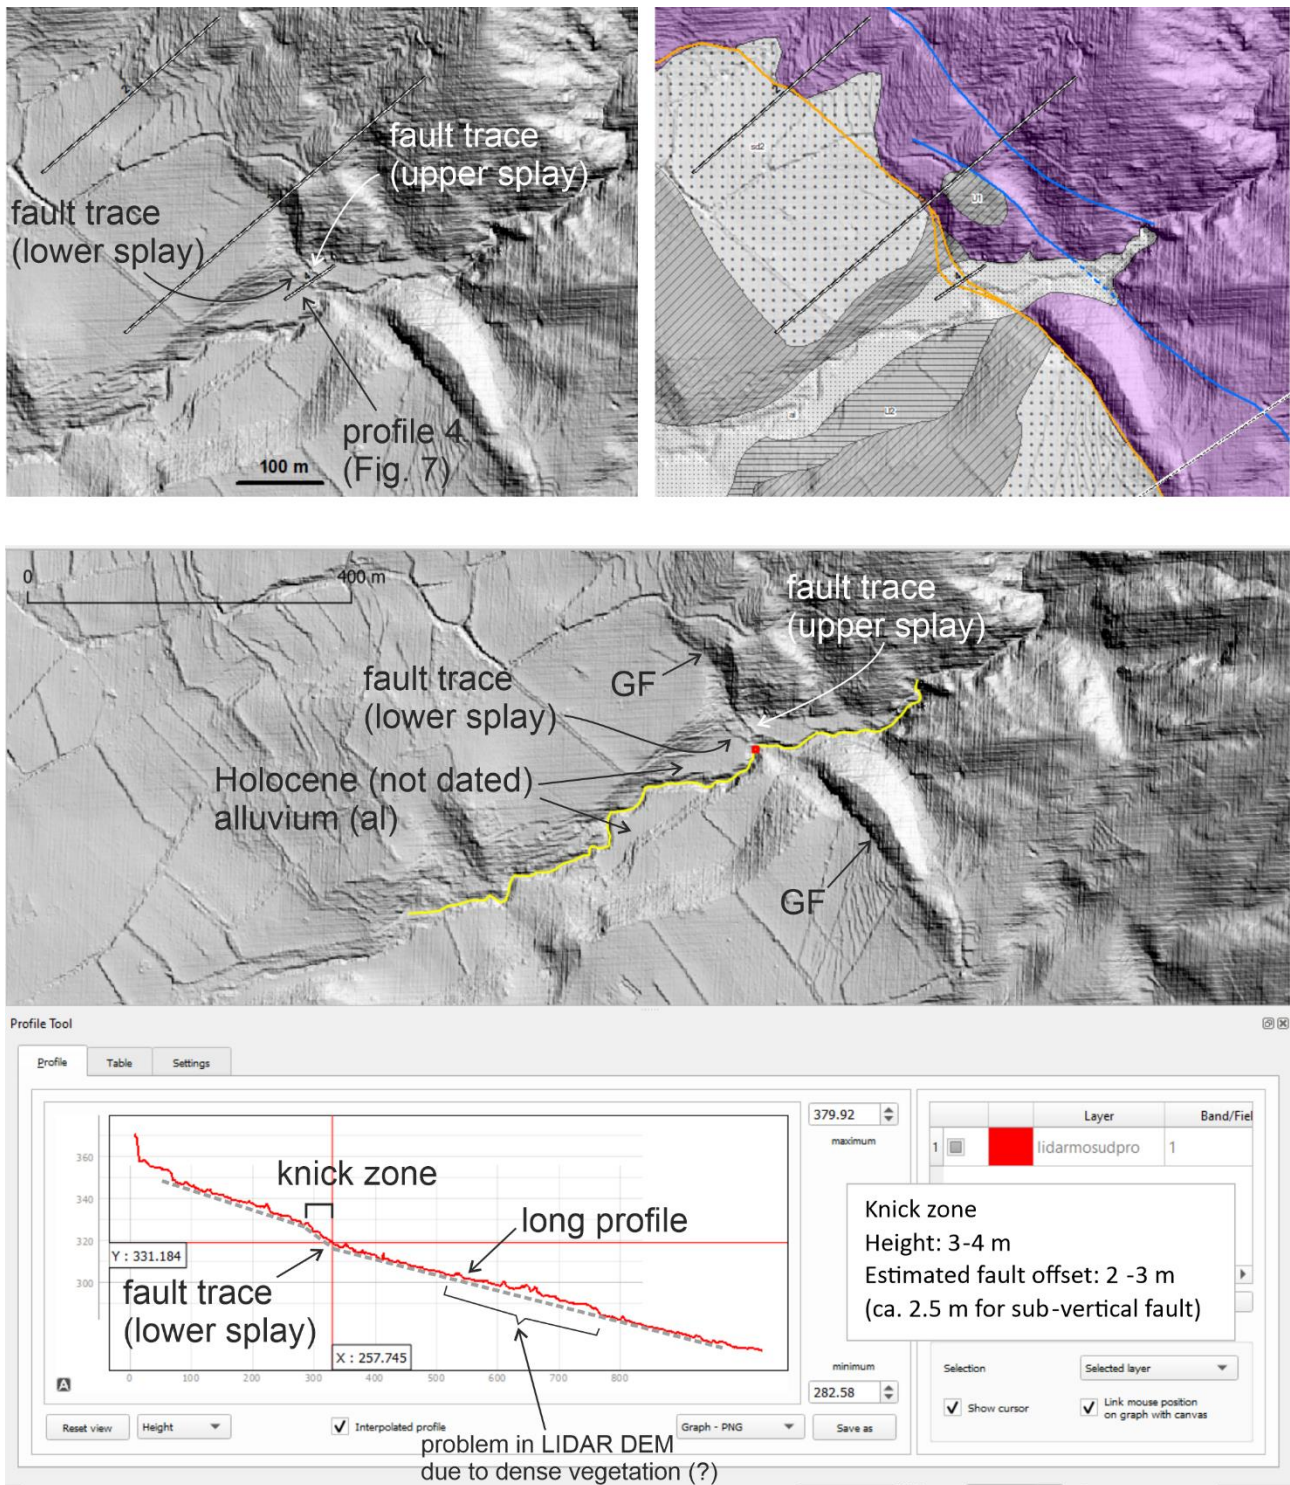 fault trace
(upper splay)
fault trace
(lower splay)
profile 4
(Fig. 7)
100 m
sd2
U1
al
U2
0
400 m
fault trace
(upper splay)
fault trace
(lower splay)
GF
Holocene (not dated)
alluvium (al)
GF
Profile Tool
Profile
Table
Settings
360
340
320
300
knick zone
long profile
Y : 331.184
fault trace
(lower splay)
X : 257.745
0
100
200
300
400
500
600
700
800
A
379.92
maximum
minimum
282.58
Layer
Band/Fiel
1
lidarmosudpro
1
Knick zone
Height: 3-4 m
Estimated fault offset: 2 -3 m
(ca. 2.5 m for sub-vertical fault)
Selection
Selected layer
Show cursor
Link mouse position
on graph with canvas
Reset view
Height
Interpolated profile
Graph - PNG
Save as
problem in LIDAR DEM
due to dense vegetation (?)